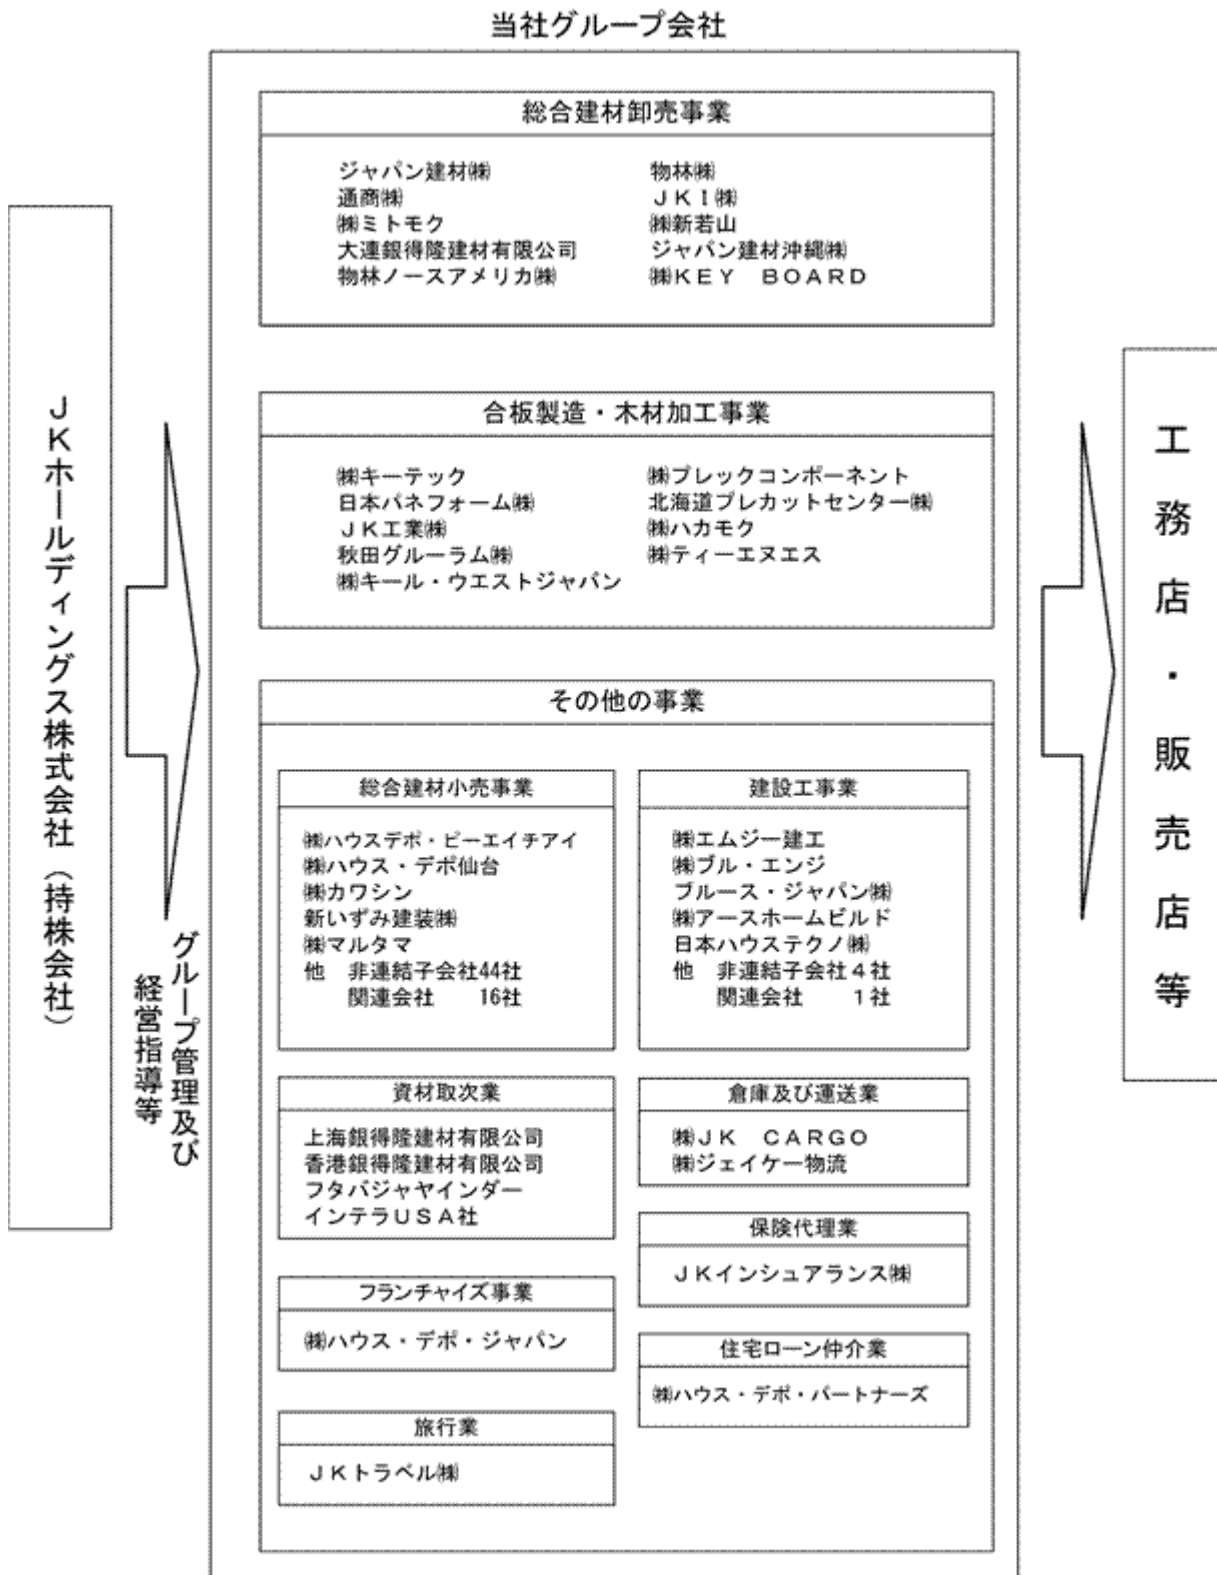 当社グループ会社
JKホールディングス株式会社（持株会社）
グループ管理及び
経営指導等
総合建材卸売事業
ジャパン建材㈱
通商㈱
㈱ミトモク
大連銀得隆建材有限公司
物林ノースアメリカ㈱
物林㈱
ＪＫＩ㈱
㈱新若山
ジャパン建材沖縄㈱
㈱ＫＥＹ　ＢＯＡＲＤ
合板製造・木材加工事業
㈱キーテック
日本パネフォーム㈱
ＪＫ工業㈱
秋田グルーラム㈱
㈱キール・ウエストジャパン
㈱プレックコンポーネント
北海道プレカットセンター㈱
㈱ハカモク
㈱ティーエヌエス
その他の事業
総合建材小売事業
㈱ハウスデポ・ピーエイチアイ
㈱ハウス・デポ仙台
㈱カワシン
新いずみ建装㈱
㈱マルタマ
他　非連結子会社44社
関連会社　16社
建設工事業
㈱エムジー建工
㈱ブル・エンジ
ブルース・ジャパン㈱
㈱アースホームビルド
日本ハウステクノ㈱
他　非連結子会社４社
関連会社　１社
資材取次業
上海銀得隆建材有限公司
香港銀得隆建材有限公司
フタバジャヤインダー
インテラＵＳＡ社
倉庫及び運送業
㈱ＪＫ　ＣＡＲＧＯ
㈱ジェイケー物流
保険代理業
ＪＫインシュアランス㈱
フランチャイズ事業
㈱ハウス・デポ・ジャパン
住宅ローン仲介業
㈱ハウス・デポ・パートナーズ
旅行業
ＪＫトラベル㈱
工務店・販売店等